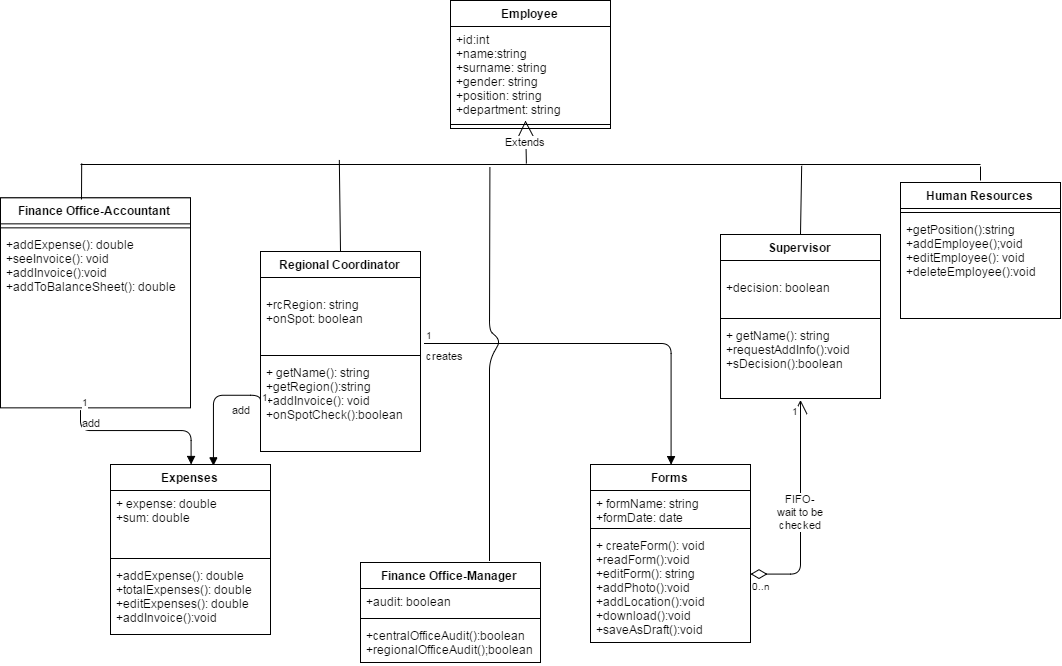 Employee
+id:int
+name:string
+surname: string
+gender: string
+position: string
+department: string
Extends
Finance Office-Accountant
+addExpense(): double
+seeInvoice(): void
+addInvoice():void
+addToBalanceSheet(): double
Regional Coordinator
+rcRegion: string
+onSpot: boolean
+ getName(): string
+getRegion():string
+addInvoice(): void
+onSpotCheck():boolean
Supervisor
+decision: boolean
+ getName(): string
+requestAddInfo():void
+sDecision():boolean
Human Resources
+getPosition():string
+addEmployee();void
+editEmployee(): void
+deleteEmployee():void
1
add
1
add
1
creates
1
FIFO-
wait to be
checked
0..n
Expenses
+ expense: double
+sum: double
+addExpense(): double
+totalExpenses(): double
+editExpenses(): double
+addInvoice():void
Finance Office-Manager
+audit: boolean
+centralOfficeAudit():boolean
+regionalOfficeAudit();boolean
Forms
+ formName: string
+formDate: date
+ createForm(): void
+readForm():void
+editForm(): string
+addPhoto():void
+addLocation():void
+download():void
+saveAsDraft():void